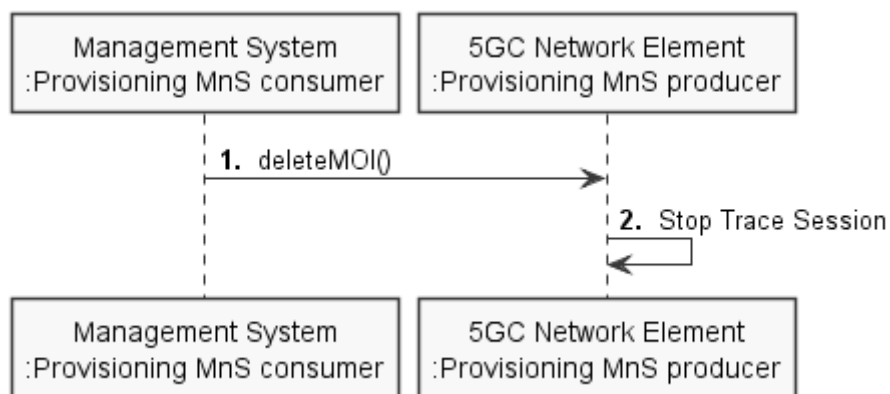 Management System
:Provisioning MnS consumer
5GC Network Element
:Provisioning MnS producer
1. deleteMOI()
2. Stop Trace Session
Management System
:Provisioning MnS consumer
5GC Network Element
:Provisioning MnS producer